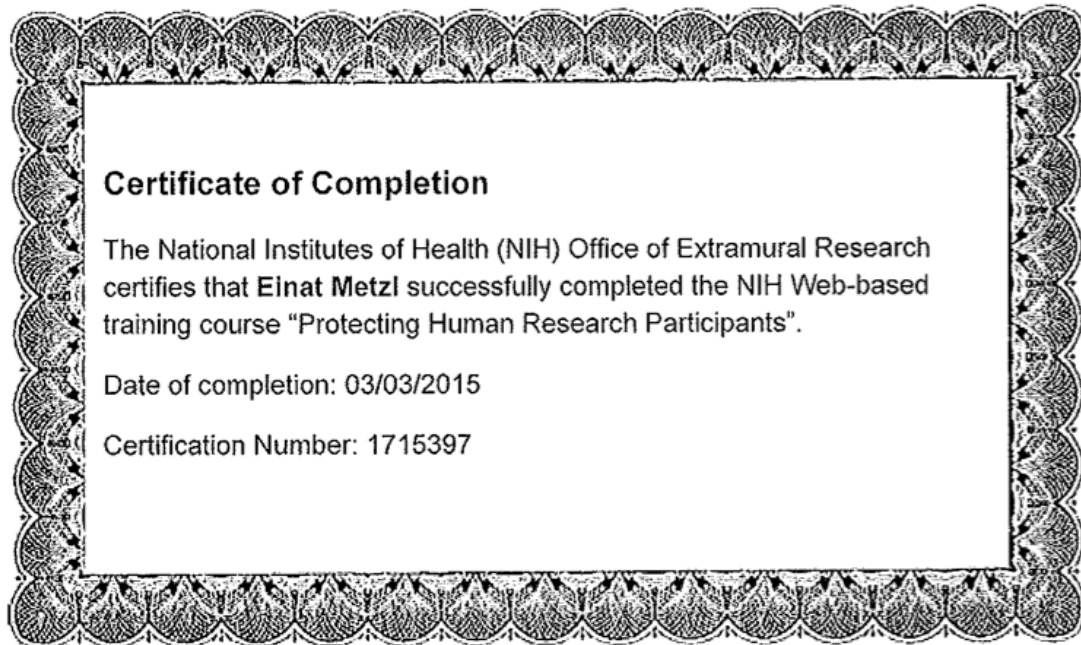 Certificate of Completion
The National Institutes of Health (NIH) Office of Extramural Research
certifies that Einat Metzl successfully completed the NIH Web-based
training course “Protecting Human Research Participants”.
Date of completion: 03/03/2015
Certification Number: 1715397